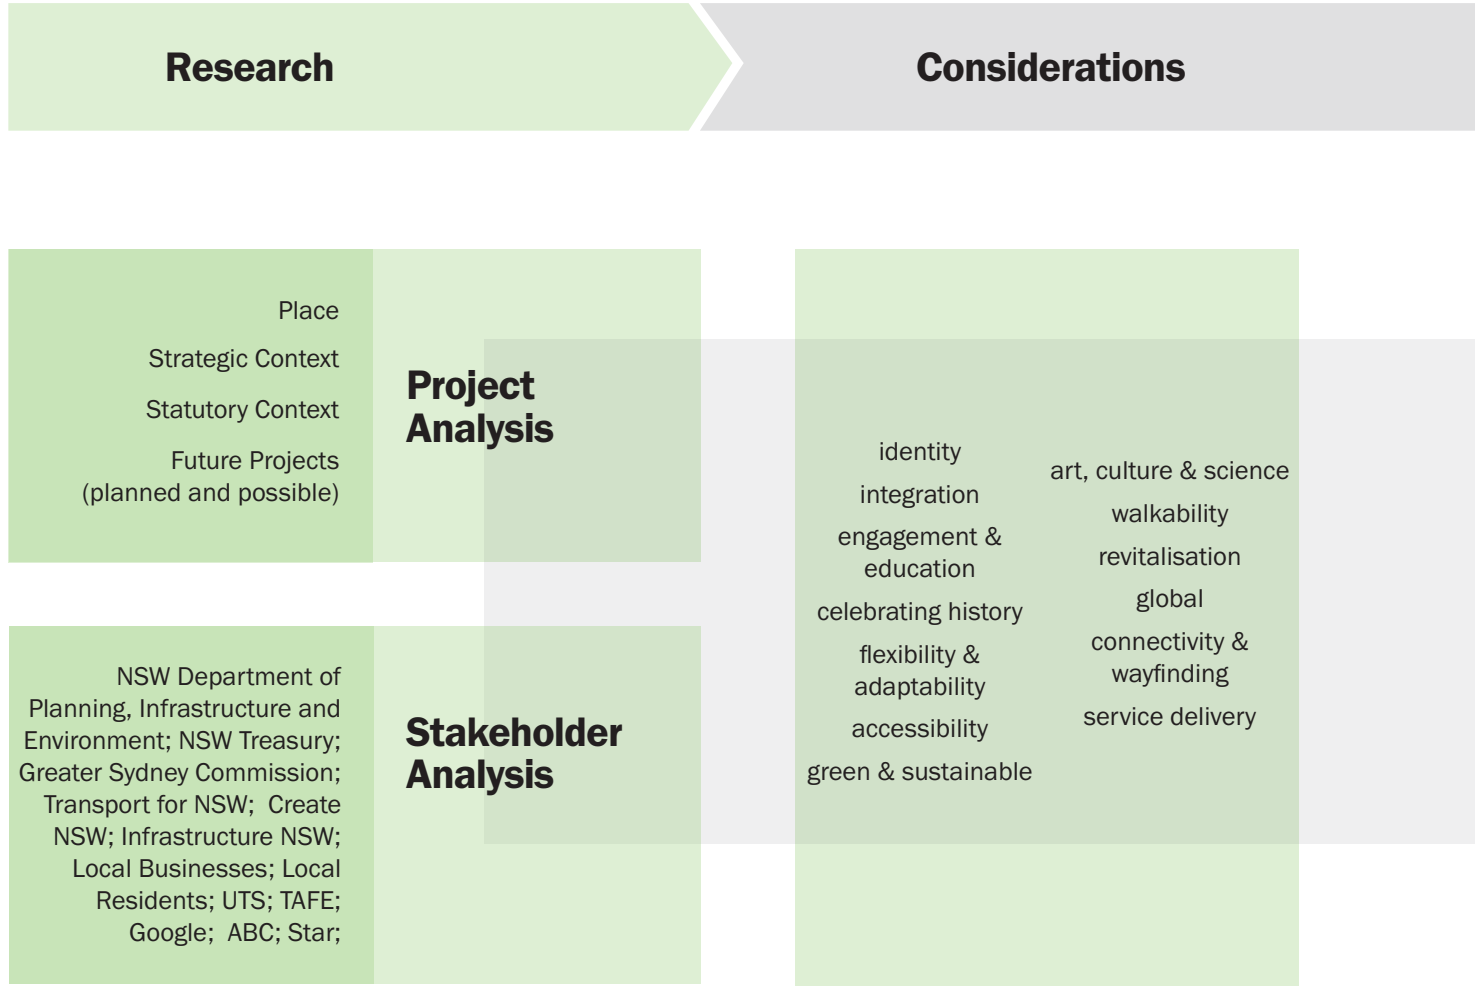 Research
Considerations
Place
Strategic Context
Statutory Context
Future Projects
(planned and possible)
Project
Analysis
NSW Department of
Planning, Infrastructure and
Environment; NSW Treasury;
Greater Sydney Commission;
Transport for NSW;  Create
NSW; Infrastructure NSW;
Local Businesses; Local
Residents; UTS; TAFE;
Google;  ABC; Star;
Stakeholder
Analysis
identity
integration
engagement &
education
celebrating history
flexibility &
adaptability
accessibility
green & sustainable
art, culture & science
walkability
revitalisation
global
connectivity &
wayfinding
service delivery